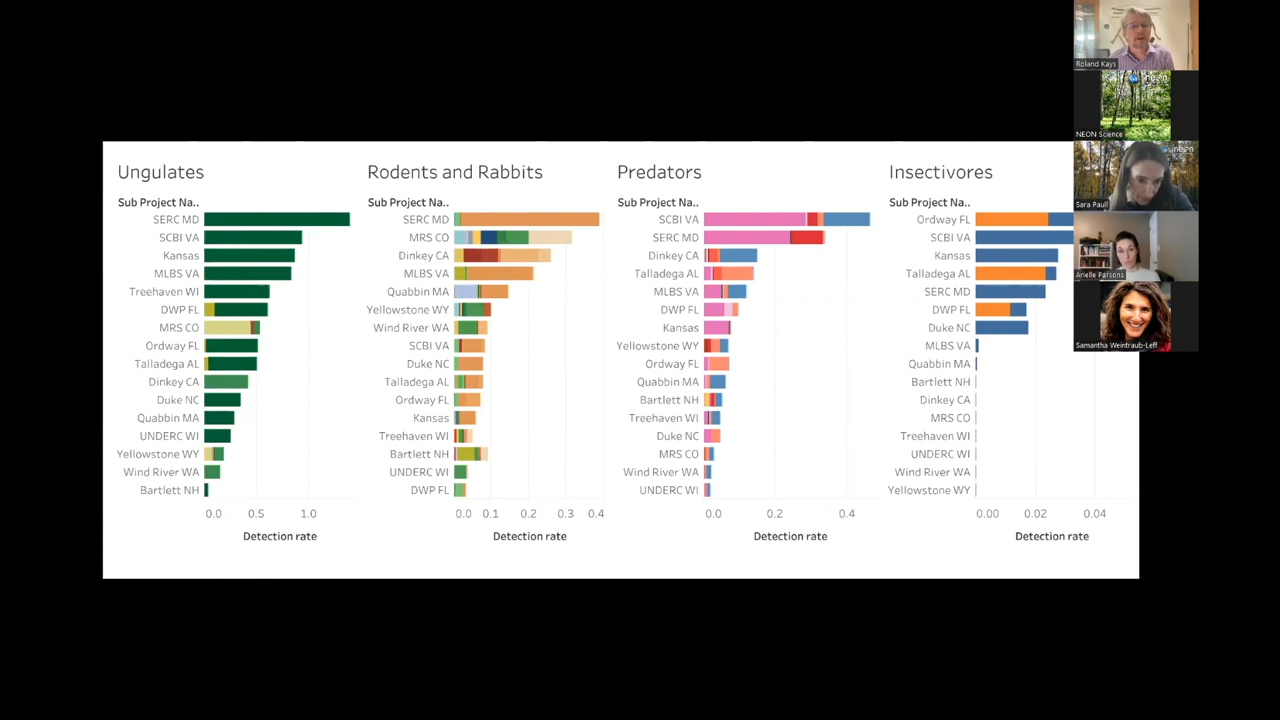 Ungulates
Sub Project Na..
SERC MD
SCBI VA
Kansas
MLBS VA
Treehaven WI
DWP FL
MRS CO
Ordway FL
Talladega AL
Dinkey CA
Duke NC
Quabbin MA
UNDERC WI
Yellowstone WY
Wind River WA
Bartlett NH
0.0 0.5 1.0
Detection rate
Rodents and Rabbits
Sub Project Na..
SERC MD
MRS CO
Dinkey CA
MLBS VA
Quabbin MA
Yellowstone WY
Wind River WA
SCBI VA
Duke NC
Talladega AL
Ordway FL
Kansas
Treehaven WI
Bartlett NH
UNDERC WI
DWP FL
0.0 0.1 0.2 0.3 0.4
Detection rate
Predators
Sub Project Na..
SCBI VA
SERC MD
Dinkey CA
Talladega AL
MLBS VA
DWP FL
Kansas
Yellowstone WY
Ordway FL
Quabbin MA
Bartlett NH
Treehaven WI
Duke NC
MRS CO
Wind River WA
UNDERC WI
0.0 0.2 0.4
Detection rate
Insectivores
Sub Project Na..
Ordway FL
SCBI VA
Kansas
Talladega AL
SERC MD
DWP FL
Duke NC
MLBS VA
Quabbin MA
Bartlett NH
Dinkey CA
MRS CO
Treehaven WI
UNDERC WI
Wind River WA
Yellowstone WY
0.00 0.02 0.04
Detection rate
Roland Kays
neon
NEON Science
neon
Sara Paull
Arielle Parsons
Samantha Weintraub-Leff